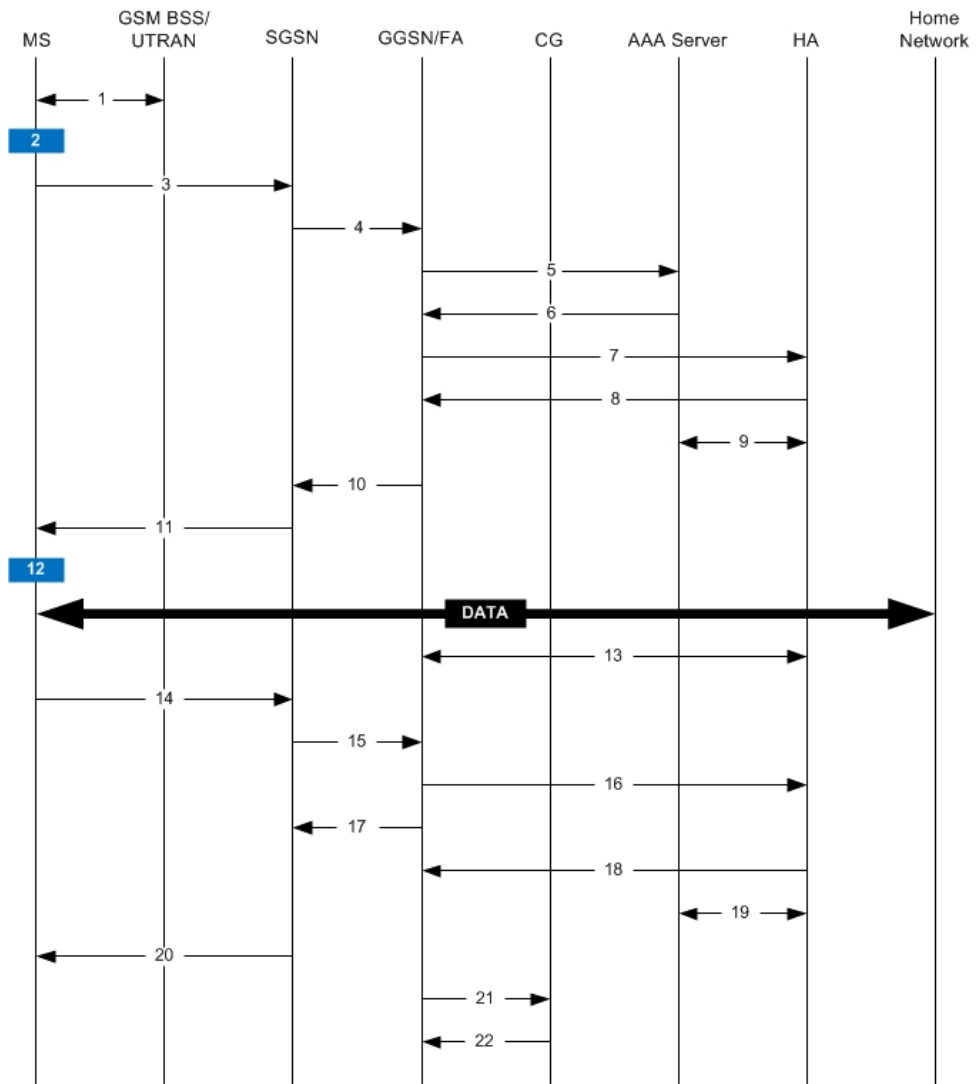 GSM BSS/
UTRAN
MS
SGSN
GGSN/FA
CG
AAA Server
HA
Home
Network
1
2
3
4
5
6
7
8
9
10
11
12
DATA
13
14
15
16
17
18
19
20
21
22